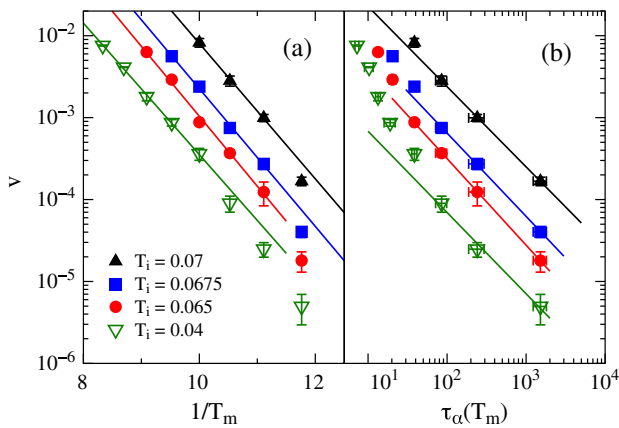 10⁻²
10⁻³
10⁻⁴
10⁻⁵
10⁻⁶
v
(a)
(b)
Tᵢ = 0.07
Tᵢ = 0.0675
Tᵢ = 0.065
Tᵢ = 0.04
8 10 12
10¹ 10² 10³ 10⁴
1/Tₘ
τ_α(Tₘ)